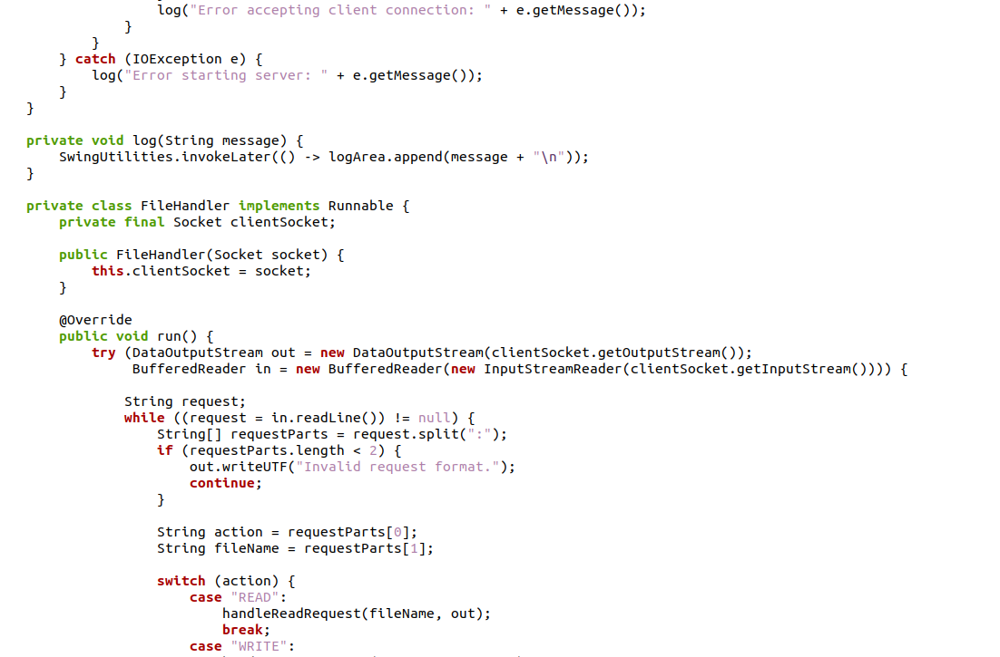 log("Error accepting client connection: " + e.getMessage());
}
}
} catch (IOException e) {
log("Error starting server: " + e.getMessage());
}
}
private void log(String message) {
SwingUtilities.invokeLater(() -> logArea.append(message + "\n"));
}
private class FileHandler implements Runnable {
private final Socket clientSocket;
public FileHandler(Socket socket) {
this.clientSocket = socket;
}
@Override
public void run() {
try (DataOutputStream out = new DataOutputStream(clientSocket.getOutputStream());
BufferedReader in = new BufferedReader(new InputStreamReader(clientSocket.getInputStream()))) {
String request;
while ((request = in.readLine()) != null) {
String[] requestParts = request.split(":");
if (requestParts.length < 2) {
out.writeUTF("Invalid request format.");
continue;
}
String action = requestParts[0];
String fileName = requestParts[1];
switch (action) {
case "READ":
handleReadRequest(fileName, out);
break;
case "WRITE":